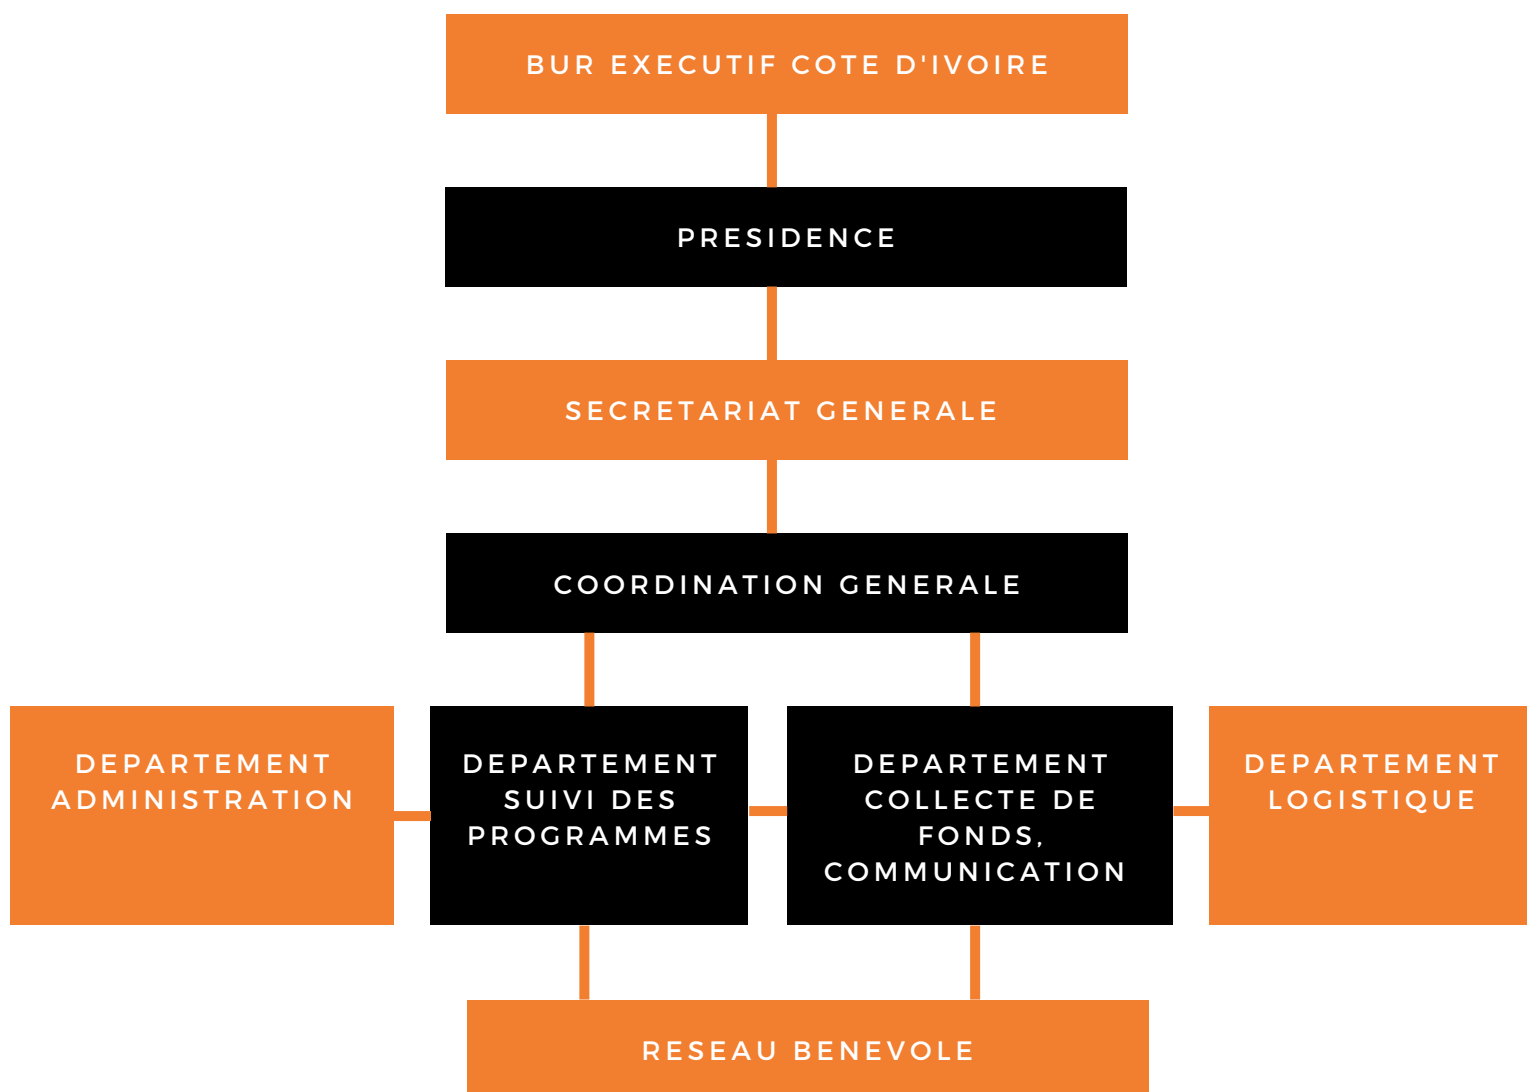 BUR EXECUTIF COTE D'IVOIRE
PRESIDENCE
SECRETARIAT GENERALE
COORDINATION GENERALE
DEPARTEMENT
ADMINISTRATION
DEPARTEMENT
SUIVI DES
PROGRAMMES
DEPARTEMENT
COLLECTE DE
FONDS,
COMMUNICATION
DEPARTEMENT
LOGISTIQUE
RESEAU BENEVOLE